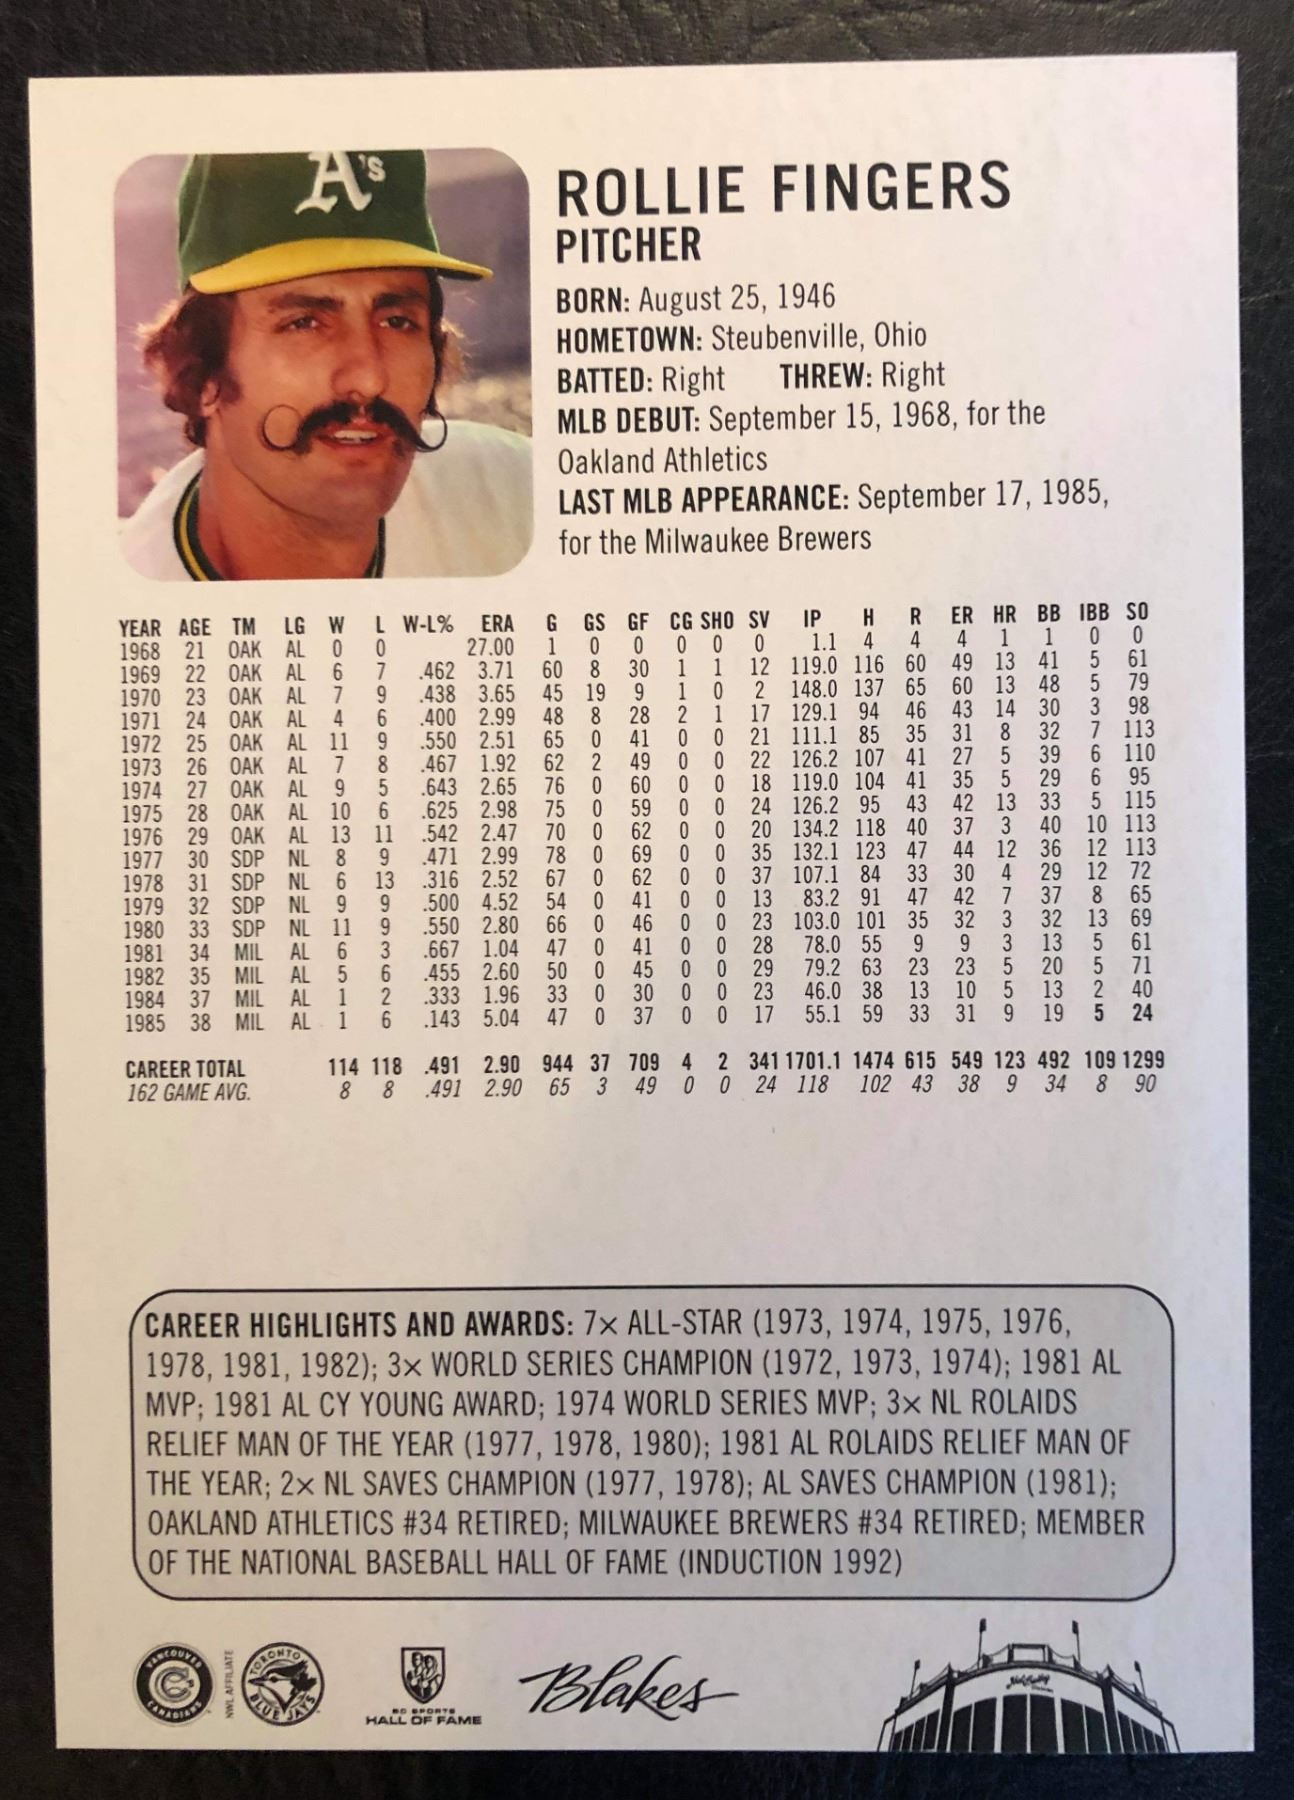 A's
ROLLIE FINGERS
PITCHER
BORN: August 25, 1946
HOMETOWN: Steubenville, Ohio
BATTED: Right THREW: Right
MLB DEBUT: September 15, 1968, for the
Oakland Athletics
LAST MLB APPEARANCE: September 17, 1985,
for the Milwaukee Brewers
YEAR AGE TM LG W L W-L% ERA G GS GF CG SHO SV IP H R ER HR BB IBB SO
1968 21 OAK AL 0 0 27.00 1 0 0 0 0 0 1.1 4 4 4 1 1 0 0
1969 22 OAK AL 6 7 .462 3.71 60 8 30 1 1 12 119.0 116 60 49 13 41 5 61
1970 23 OAK AL 7 9 .438 3.65 45 19 9 1 0 2 148.0 137 65 60 13 48 5 79
1971 24 OAK AL 4 6 .400 2.99 48 8 28 2 1 17 129.1 94 46 43 14 30 3 98
1972 25 OAK AL 11 9 .550 2.51 65 0 41 0 0 21 111.1 85 35 31 8 32 7 113
1973 26 OAK AL 7 8 .467 1.92 62 2 49 0 0 22 126.2 107 41 27 5 39 6 110
1974 27 OAK AL 9 5 .643 2.65 76 0 60 0 0 18 119.0 104 41 35 5 29 6 95
1975 28 OAK AL 10 6 .625 2.98 75 0 59 0 0 24 126.2 95 43 42 13 33 5 115
1976 29 OAK AL 13 11 .542 2.47 70 0 62 0 0 20 134.2 118 40 37 3 40 10 113
1977 30 SDP NL 8 9 .471 2.99 78 0 69 0 0 35 132.1 123 47 44 12 36 12 113
1978 31 SDP NL 6 13 .316 2.52 67 0 62 0 0 37 107.1 84 33 30 4 29 12 72
1979 32 SDP NL 9 9 .500 4.52 54 0 41 0 0 13 83.2 91 47 42 7 37 8 65
1980 33 SDP NL 11 9 .550 2.80 66 0 46 0 0 23 103.0 101 35 32 3 32 13 69
1981 34 MIL AL 6 3 .667 1.04 47 0 41 0 0 28 78.0 55 9 9 3 13 5 61
1982 35 MIL AL 5 6 .455 2.60 50 0 45 0 0 29 79.2 63 23 23 5 20 5 71
1984 37 MIL AL 1 2 .333 1.96 33 0 30 0 0 23 46.0 38 13 10 5 13 2 40
1985 38 MIL AL 1 6 .143 5.04 47 0 37 0 0 17 55.1 59 33 31 9 19 5 24
CAREER TOTAL 114 118 .491 2.90 944 37 709 4 2 341 1701.1 1474 615 549 123 492 109 1299
162 GAME AVG. 8 8 .491 2.90 65 3 49 0 0 24 118 102 43 38 9 34 8 90
CAREER HIGHLIGHTS AND AWARDS: 7× ALL-STAR (1973, 1974, 1975, 1976,
1978, 1981, 1982); 3× WORLD SERIES CHAMPION (1972, 1973, 1974); 1981 AL
MVP; 1981 AL CY YOUNG AWARD; 1974 WORLD SERIES MVP; 3× NL ROLAIDS
RELIEF MAN OF THE YEAR (1977, 1978, 1980); 1981 AL ROLAIDS RELIEF MAN OF
THE YEAR; 2× NL SAVES CHAMPION (1977, 1978); AL SAVES CHAMPION (1981);
OAKLAND ATHLETICS #34 RETIRED; MILWAUKEE BREWERS #34 RETIRED; MEMBER
OF THE NATIONAL BASEBALL HALL OF FAME (INDUCTION 1992)
VANCOUVER
CANADIANS
NWL AFFILIATE
TORONTO
BLUE JAYS
BC SPORTS
HALL OF FAME
Blakes